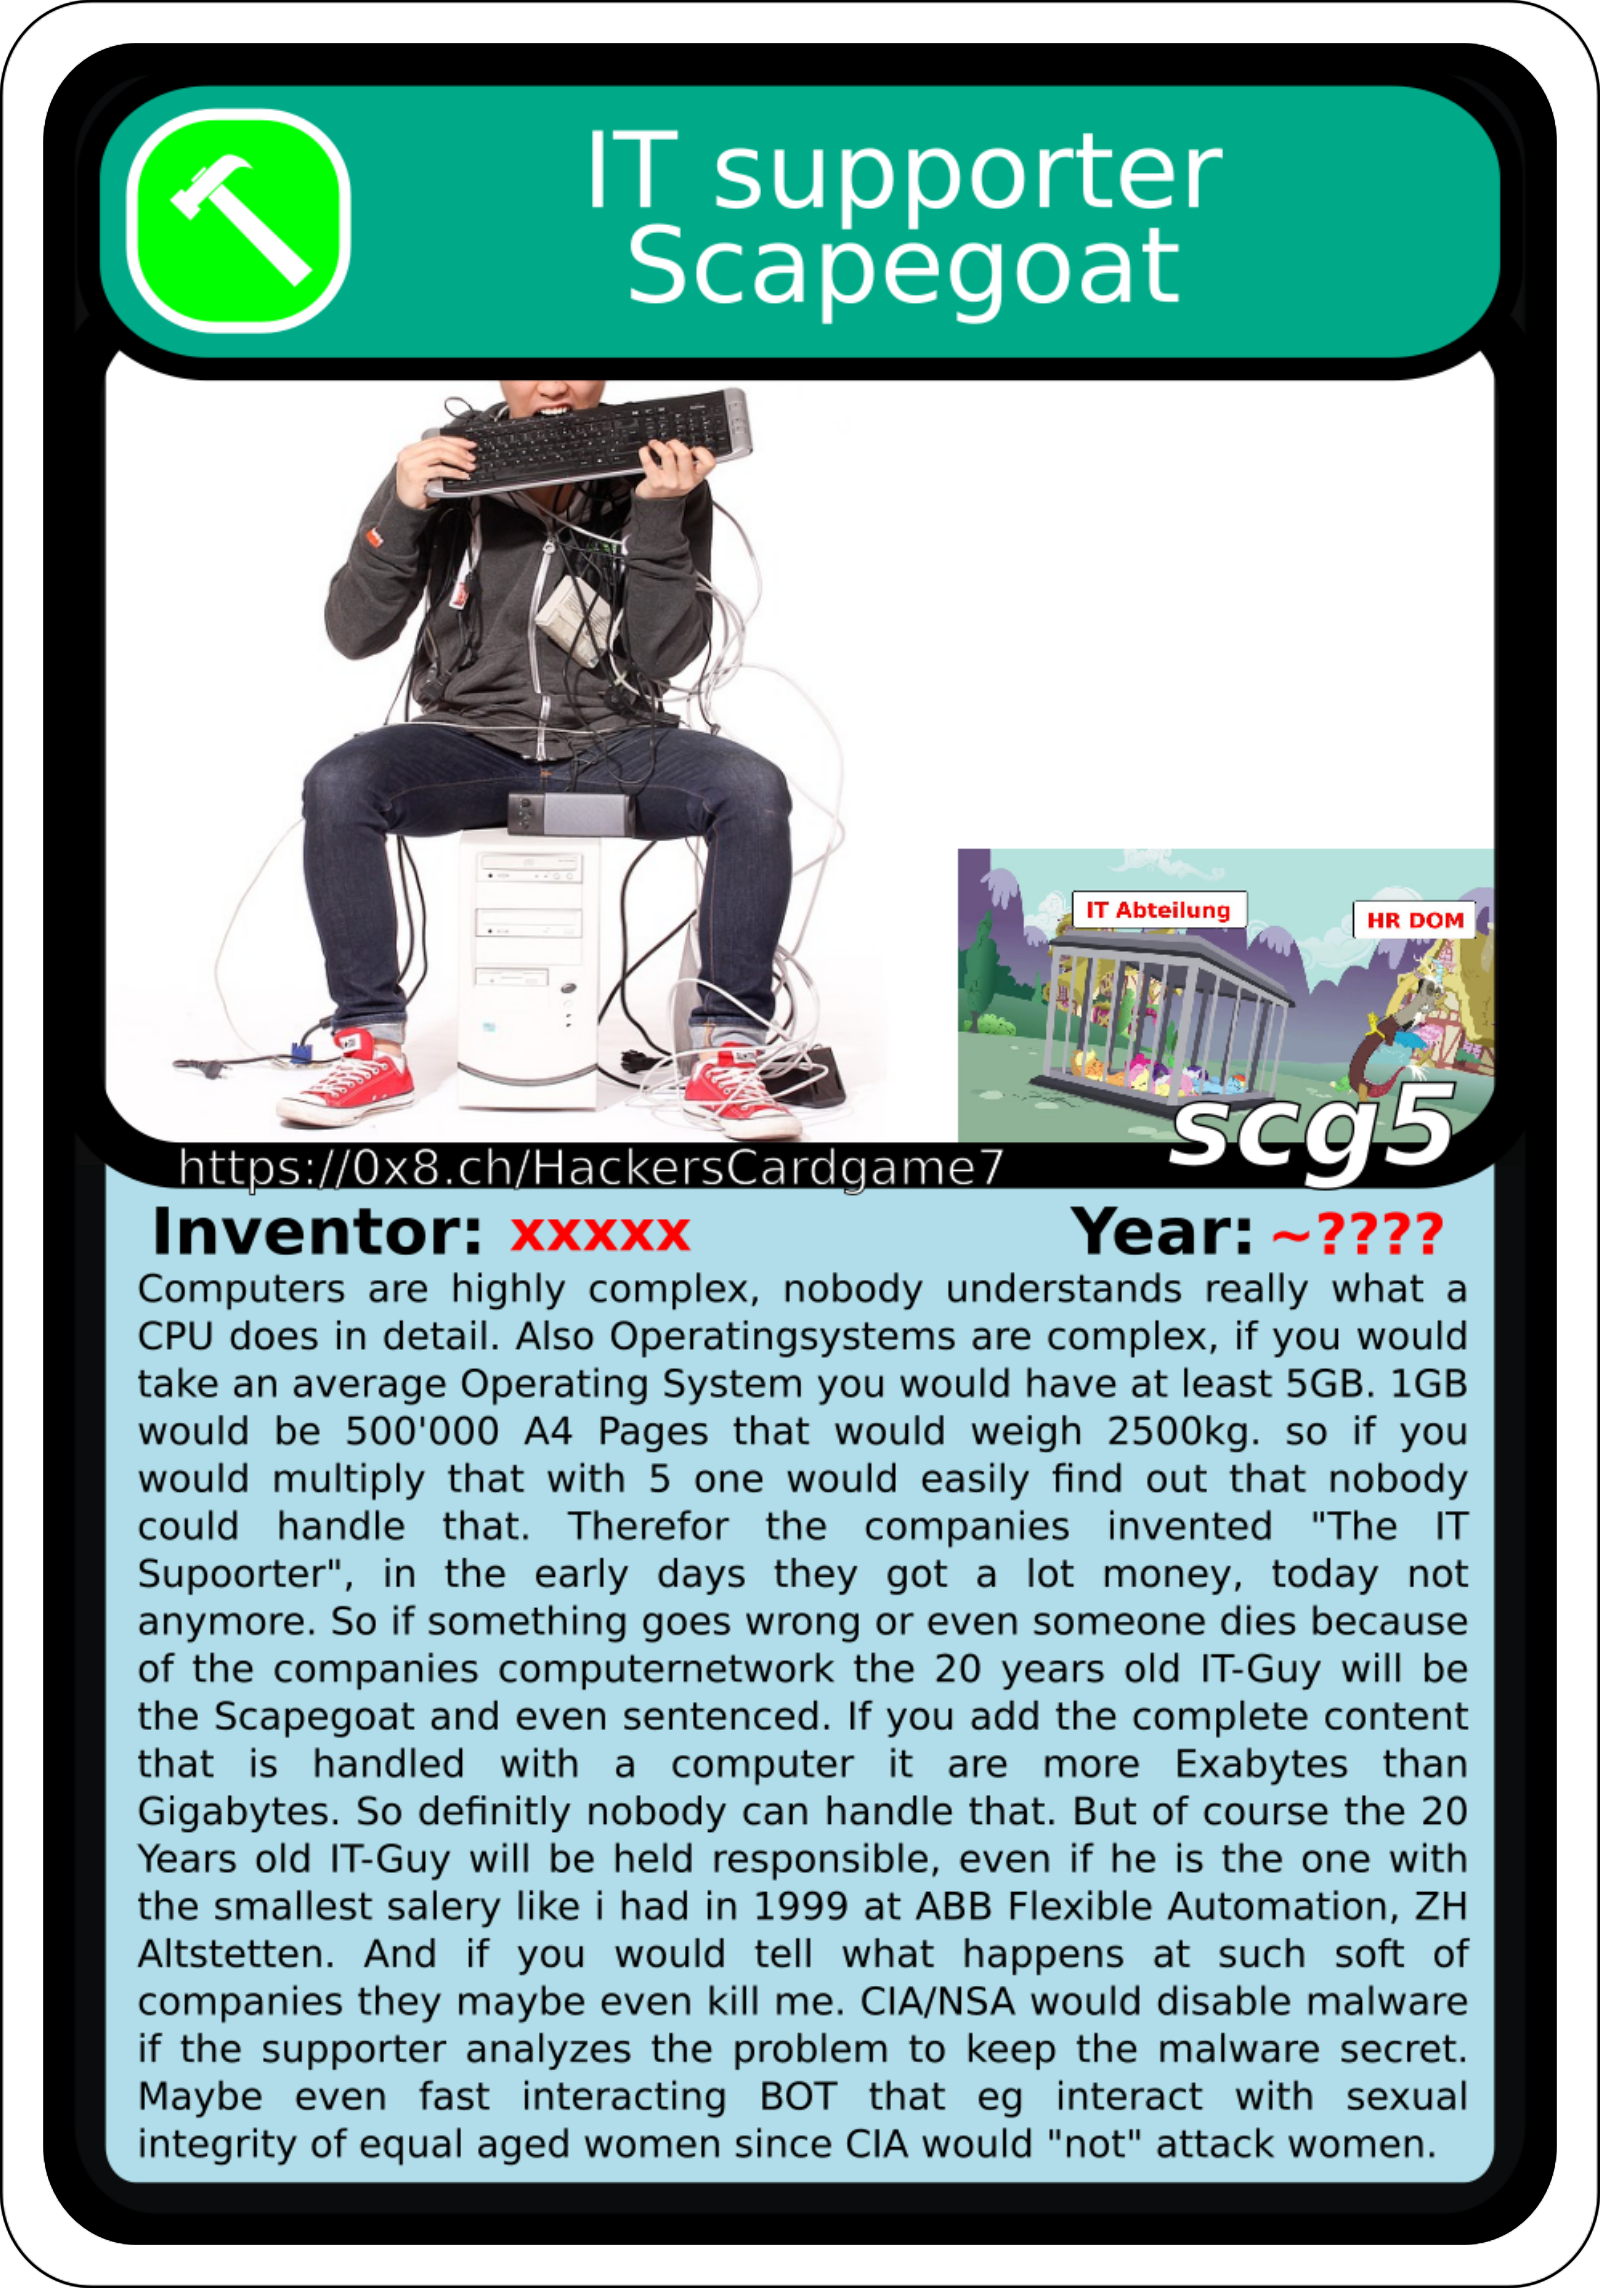 IT supporter
Scapegoat
IT Abteilung
HR DOM
scg5
https://0x8.ch/HackersCardgame7
Inventor: xxxxx Year: ~????
Computers are highly complex, nobody understands really what a
CPU does in detail. Also Operatingsystems are complex, if you would
take an average Operating System you would have at least 5GB. 1GB
would be 500'000 A4 Pages that would weigh 2500kg. so if you
would multiply that with 5 one would easily find out that nobody
could handle that. Therefor the companies invented "The IT
Supoorter", in the early days they got a lot money, today not
anymore. So if something goes wrong or even someone dies because
of the companies computernetwork the 20 years old IT-Guy will be
the Scapegoat and even sentenced. If you add the complete content
that is handled with a computer it are more Exabytes than
Gigabytes. So definitly nobody can handle that. But of course the 20
Years old IT-Guy will be held responsible, even if he is the one with
the smallest salery like i had in 1999 at ABB Flexible Automation, ZH
Altstetten. And if you would tell what happens at such soft of
companies they maybe even kill me. CIA/NSA would disable malware
if the supporter analyzes the problem to keep the malware secret.
Maybe even fast interacting BOT that eg interact with sexual
integrity of equal aged women since CIA would "not" attack women.